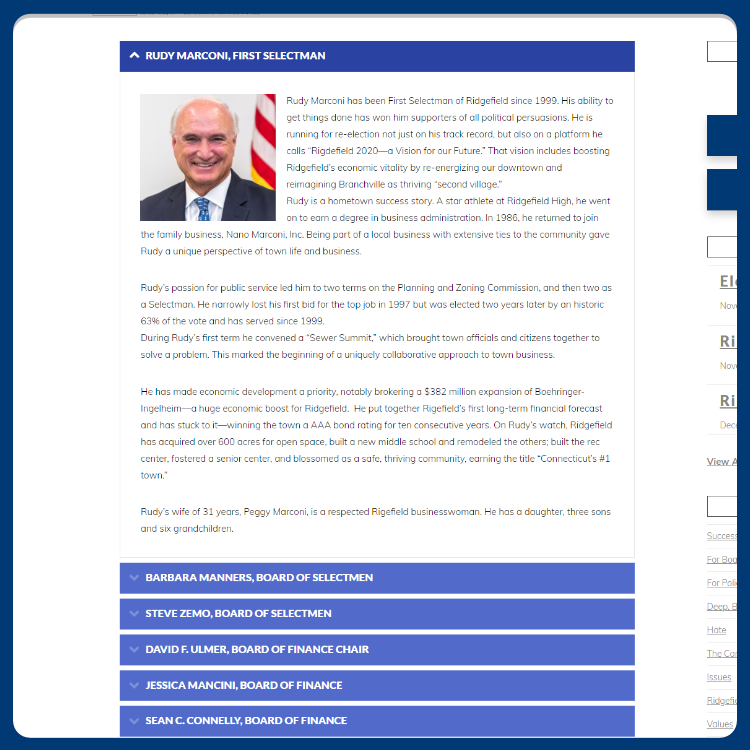 RUDY MARCONI, FIRST SELECTMAN
Rudy Marconi has been First Selectman of Ridgefield since 1999. His ability to
get things done has won him supporters of all political persuasions. He is
running for re-election not just on his track record, but also on a platform he
calls “Rigdefield 2020—a Vision for our Future.” That vision includes boosting
Ridgefield’s economic vitality by re-energizing our downtown and
reimagining Branchville as thriving “second village.”
Rudy is a hometown success story. A star athlete at Ridgefield High, he went
on to earn a degree in business administration. In 1986, he returned to join
the family business, Nano Marconi, Inc. Being part of a local business with extensive ties to the community gave
Rudy a unique perspective of town life and business.
Rudy’s passion for public service led him to two terms on the Planning and Zoning Commission, and then two as
a Selectman. He narrowly lost his first bid for the top job in 1997 but was elected two years later by an historic
63% of the vote and has served since 1999.
During Rudy’s first term he convened a “Sewer Summit,” which brought town officials and citizens together to
solve a problem. This marked the beginning of a uniquely collaborative approach to town business.
He has made economic development a priority, notably brokering a $382 million expansion of Boehringer-
Ingelheim—a huge economic boost for Ridgefield. He put together Rigefield’s first long-term financial forecast
and has stuck to it—winning the town a AAA bond rating for ten consecutive years. On Rudy’s watch, Ridgefield
has acquired over 600 acres for open space, built a new middle school and remodeled the others; built the rec
center, fostered a senior center, and blossomed as a safe, thriving community, earning the title “Connecticut’s #1
town.”
Rudy’s wife of 31 years, Peggy Marconi, is a respected Rigefield businesswoman. He has a daughter, three sons
and six grandchildren.
BARBARA MANNERS, BOARD OF SELECTMEN
STEVE ZEMO, BOARD OF SELECTMEN
DAVID F. ULMER, BOARD OF FINANCE CHAIR
JESSICA MANCINI, BOARD OF FINANCE
SEAN C. CONNELLY, BOARD OF FINANCE
Ele
Nov
Ri
Nov
Ri
Dec
View A
Success
For Boa
For Poli
Deep, B
Hate
The Car
Issues
Ridgefie
Values